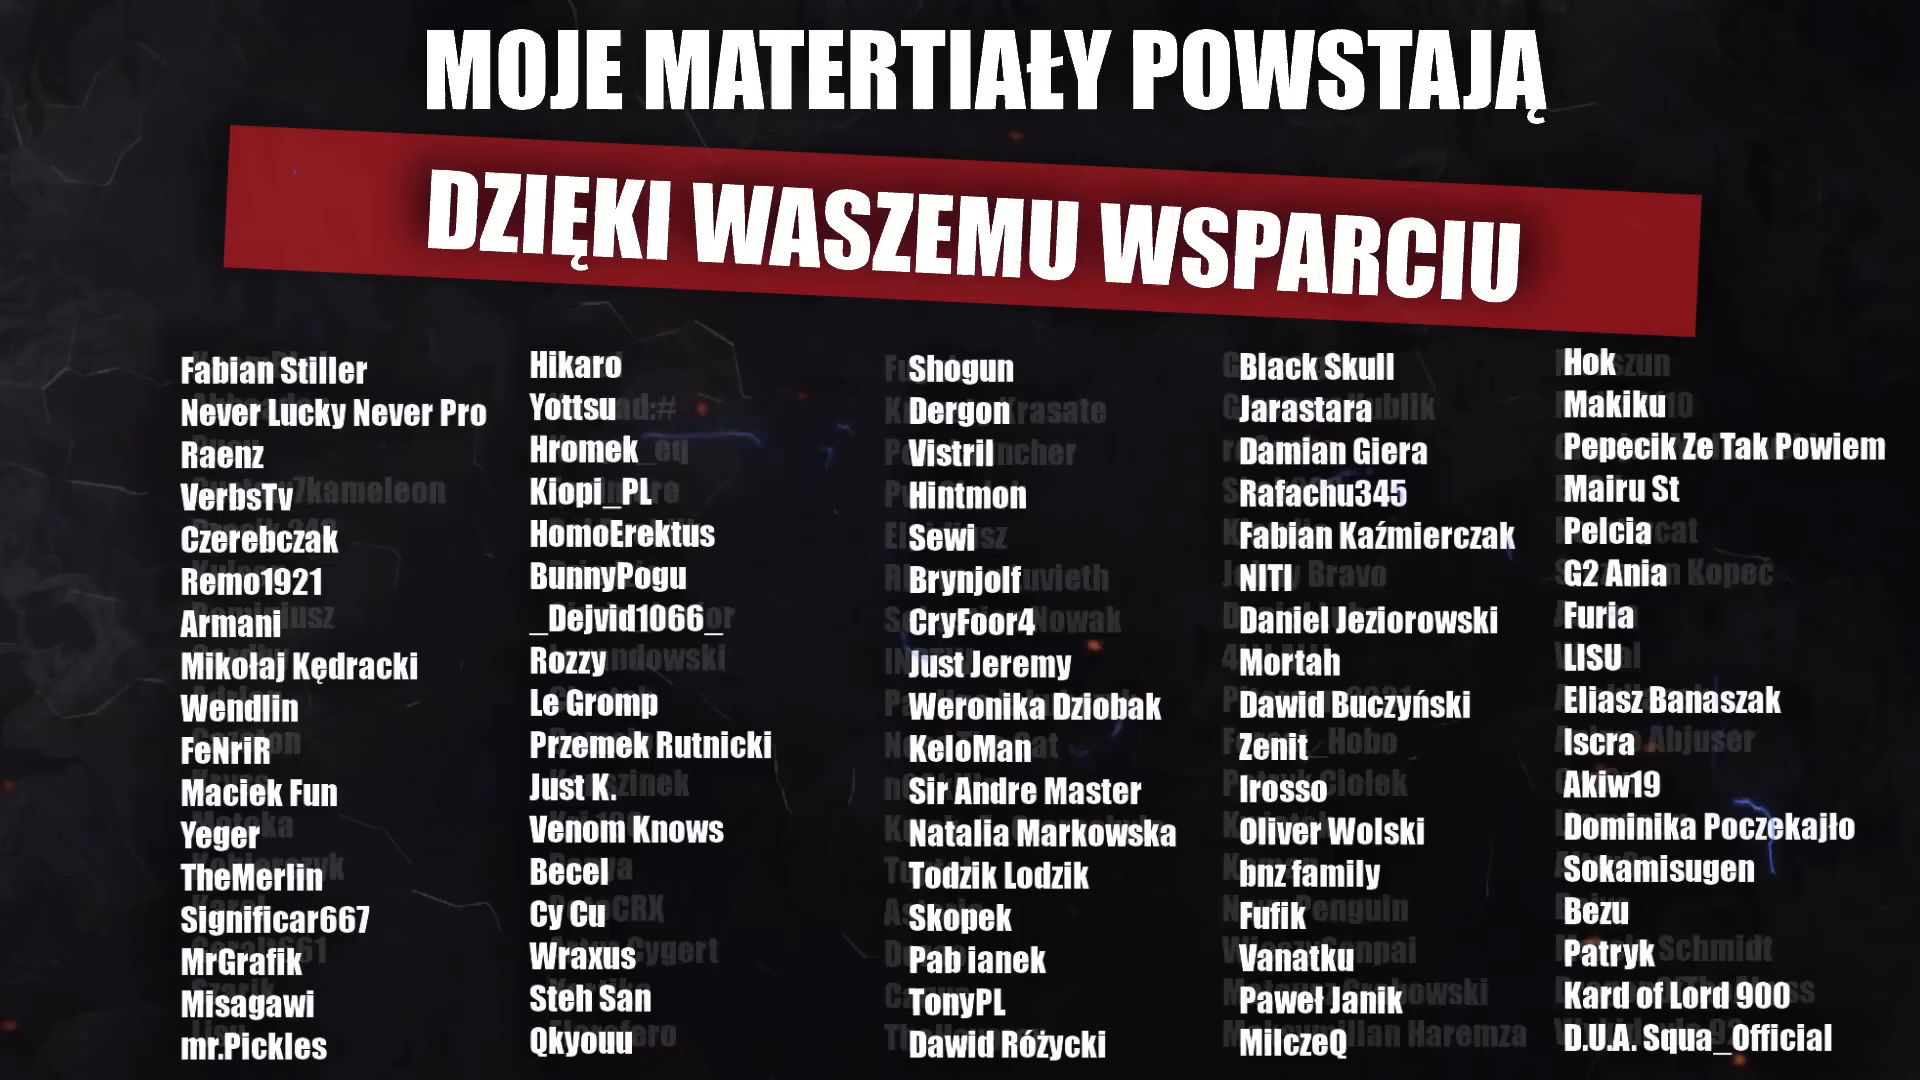 MOJE MATERTIAŁY POWSTAJĄ
DZIĘKI WASZEMU WSPARCIU
Fabian Stiller
Never Lucky Never Pro
Raenz
VerbsTv
Czerebczak
Remo1921
Armani
Mikołaj Kędracki
Wendlin
FeNriR
Maciek Fun
Yeger
TheMerlin
Significar667
MrGrafik
Misagawi
mr.Pickles
Hikaro
Yottsu
Hromek
Kiopi_PL
HomoErektus
BunnyPogu
_Dejvid1066_
Rozzy
Le Gromp
Przemek Rutnicki
Just K.
Venom Knows
Becel
Cy Cu
Wraxus
Steh San
Qkyouu
Shogun
Dergon
Vistril
Hintmon
Sewi
Brynjolf
CryFoor4
Just Jeremy
Weronika Dziobak
KeloMan
Sir Andre Master
Natalia Markowska
Todzik Lodzik
Skopek
Pab ianek
TonyPL
Dawid Różycki
Black Skull
Jarastara
Damian Giera
Rafachu345
Fabian Kaźmierczak
NITI
Daniel Jeziorowski
Mortah
Dawid Buczyński
Zenit
Irosso
Oliver Wolski
bnz family
Fufik
Vanatku
Paweł Janik
MilczeQ
Hok
Makiku
Pepecik Ze Tak Powiem
Mairu St
Pelcia
G2 Ania
Furia
LISU
Eliasz Banaszak
Iscra
Akiw19
Dominika Poczekajło
Sokamisugen
Bezu
Patryk
Kard of Lord 900
D.U.A. Squa_Official